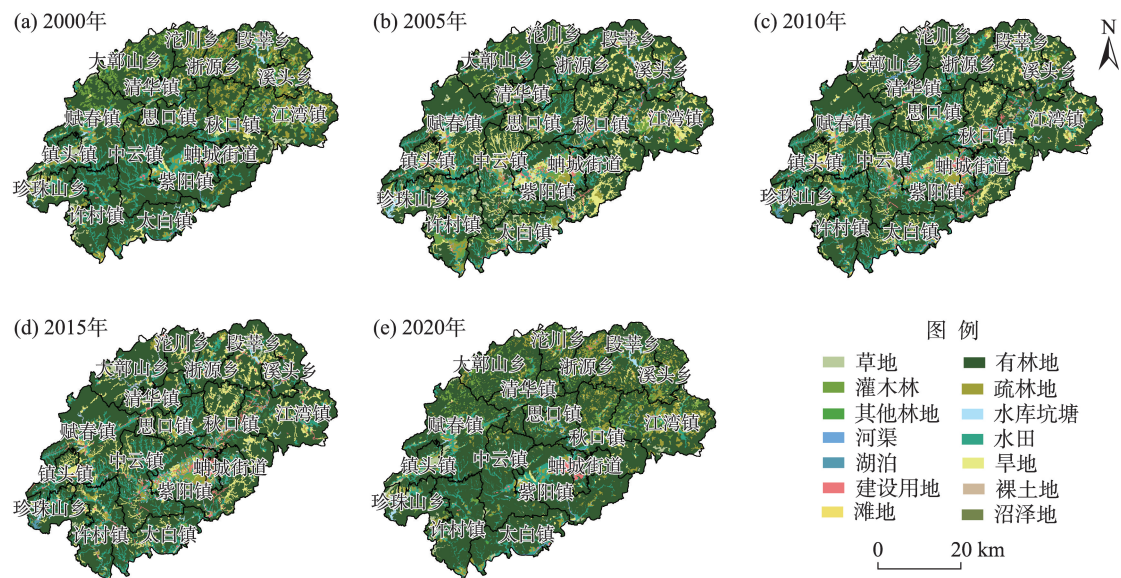 (a) 2000年
沱川乡
段莘乡
大鄣山乡
浙源乡
溪头乡
清华镇
江湾镇
思口镇
赋春镇
秋口镇
镇头镇
中云镇
蚺城街道
珍珠山乡
紫阳镇
许村镇
太白镇
(b) 2005年
沱川乡
段莘乡
大鄣山乡
浙源乡
溪头乡
清华镇
江湾镇
思口镇
赋春镇
秋口镇
镇头镇
中云镇
蚺城街道
珍珠山乡
紫阳镇
许村镇
太白镇
(c) 2010年
N
沱川乡
段莘乡
大鄣山乡
浙源乡
溪头乡
清华镇
江湾镇
思口镇
赋春镇
秋口镇
镇头镇
中云镇
蚺城街道
珍珠山乡
紫阳镇
许村镇
太白镇
(d) 2015年
沱川乡
段莘乡
大鄣山乡
浙源乡
溪头乡
清华镇
江湾镇
思口镇
赋春镇
秋口镇
镇头镇
中云镇
蚺城街道
珍珠山乡
紫阳镇
许村镇
太白镇
(e) 2020年
沱川乡
段莘乡
大鄣山乡
浙源乡
溪头乡
清华镇
江湾镇
思口镇
赋春镇
秋口镇
镇头镇
中云镇
蚺城街道
珍珠山乡
紫阳镇
许村镇
太白镇
图 例
草地
灌木林
其他林地
河渠
湖泊
建设用地
滩地
有林地
疏林地
水库坑塘
水田
旱地
裸土地
沼泽地
0 20 km